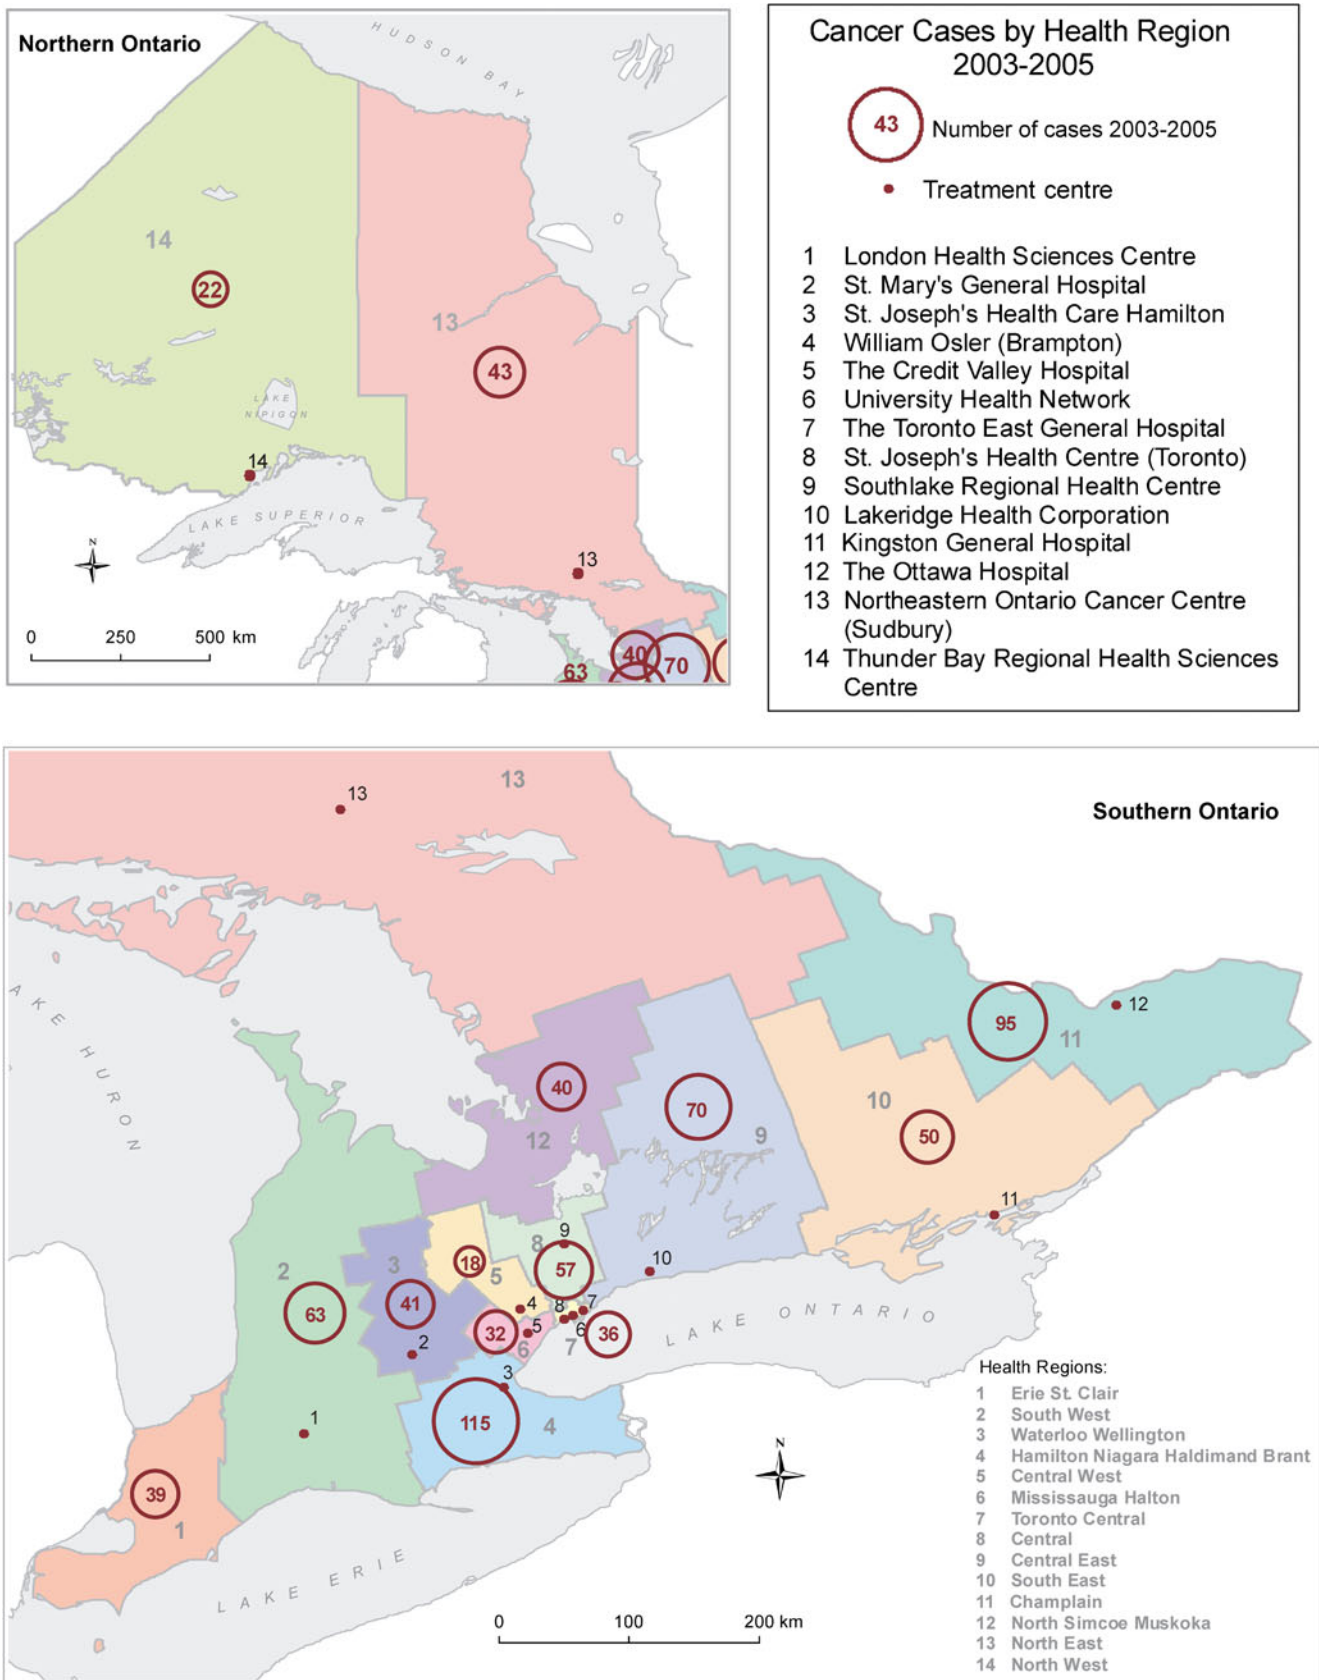 Northern Ontario
HUDSON BAY
14
22
13
43
LAKE
NIPIGON
14
LAKE SUPERIOR
N
13
0 250 500 km
63
40
70
Cancer Cases by Health Region
2003-2005
43 Number of cases 2003-2005
Treatment centre
1 London Health Sciences Centre
2 St. Mary's General Hospital
3 St. Joseph's Health Care Hamilton
4 William Osler (Brampton)
5 The Credit Valley Hospital
6 University Health Network
7 The Toronto East General Hospital
8 St. Joseph's Health Centre (Toronto)
9 Southlake Regional Health Centre
10 Lakeridge Health Corporation
11 Kingston General Hospital
12 The Ottawa Hospital
13 Northeastern Ontario Cancer Centre
(Sudbury)
14 Thunder Bay Regional Health Sciences
Centre
Southern Ontario
13
13
AKE HURON
12
95
11
40
70
10
12
9
50
11
9
8
10
18
57
2
3
5
63
41
4
8
7
32
5
6
36
6
7
2
LAKE ONTARIO
3
115
4
1
39
1
LAKE ERIE
N
0 100 200 km
Health Regions:
1 Erie St. Clair
2 South West
3 Waterloo Wellington
4 Hamilton Niagara Haldimand Brant
5 Central West
6 Mississauga Halton
7 Toronto Central
8 Central
9 Central East
10 South East
11 Champlain
12 North Simcoe Muskoka
13 North East
14 North West